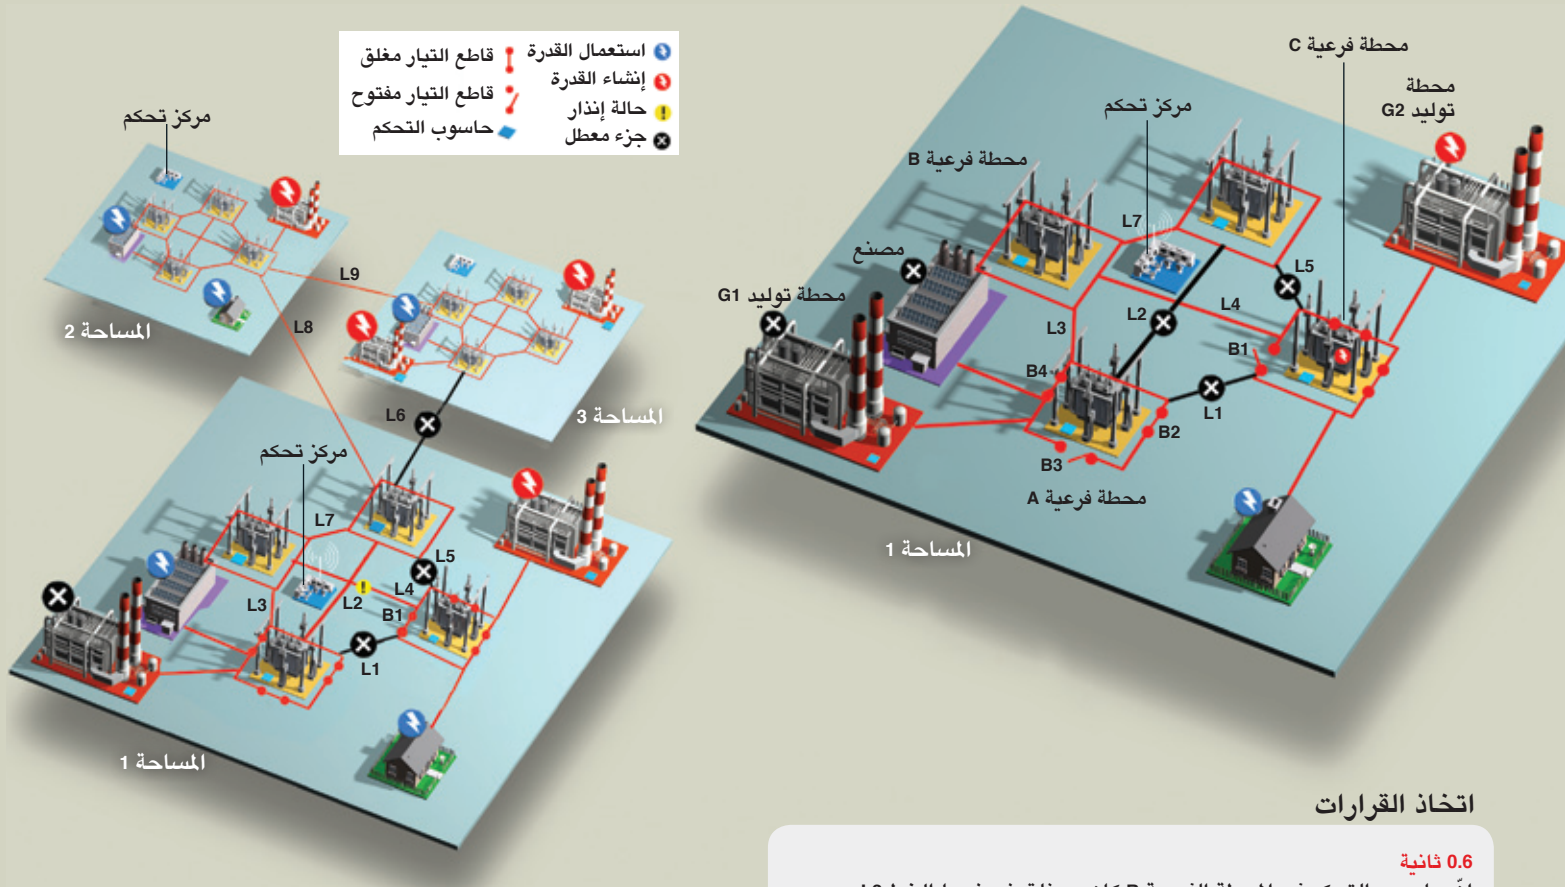 استعمال القدرة
إنشاء القدرة
حالة إنذار
جزء معطل
قاطع التيار مغلق
قاطع التيار مفتوح
حاسوب التحكم
محطة فرعية C
محطة
توليد G2
مركز تحكم
محطة فرعية B
مصنع
محطة توليد G1
L7
L5
L4
L2
L3
B1
B4
L1
B2
B3
محطة فرعية A
المساحة 1
مركز تحكم
المساحة 2
L9
L8
المساحة 3
L6
مركز تحكم
L7
L5
L4
L2
L3
B1
L1
المساحة 1
اتخاذ القرارات
0.6 ثانية